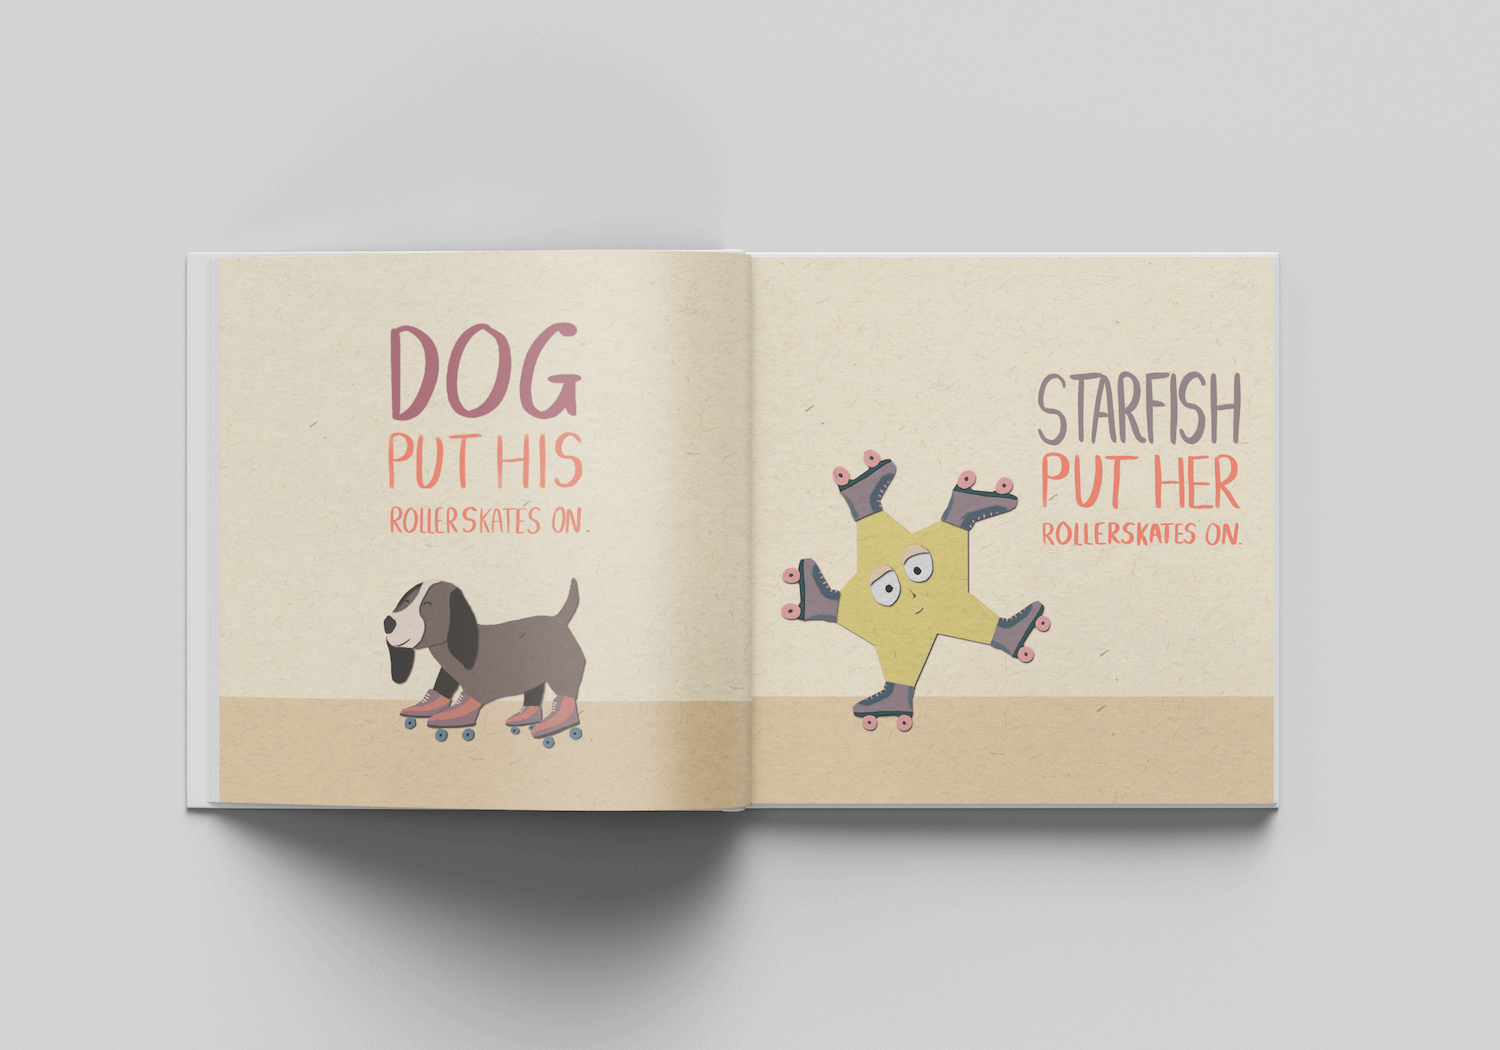 DOG
PUT HIS
ROLLERSKATES ON.
STARFISH
PUT HER
ROLLERSKATES ON.